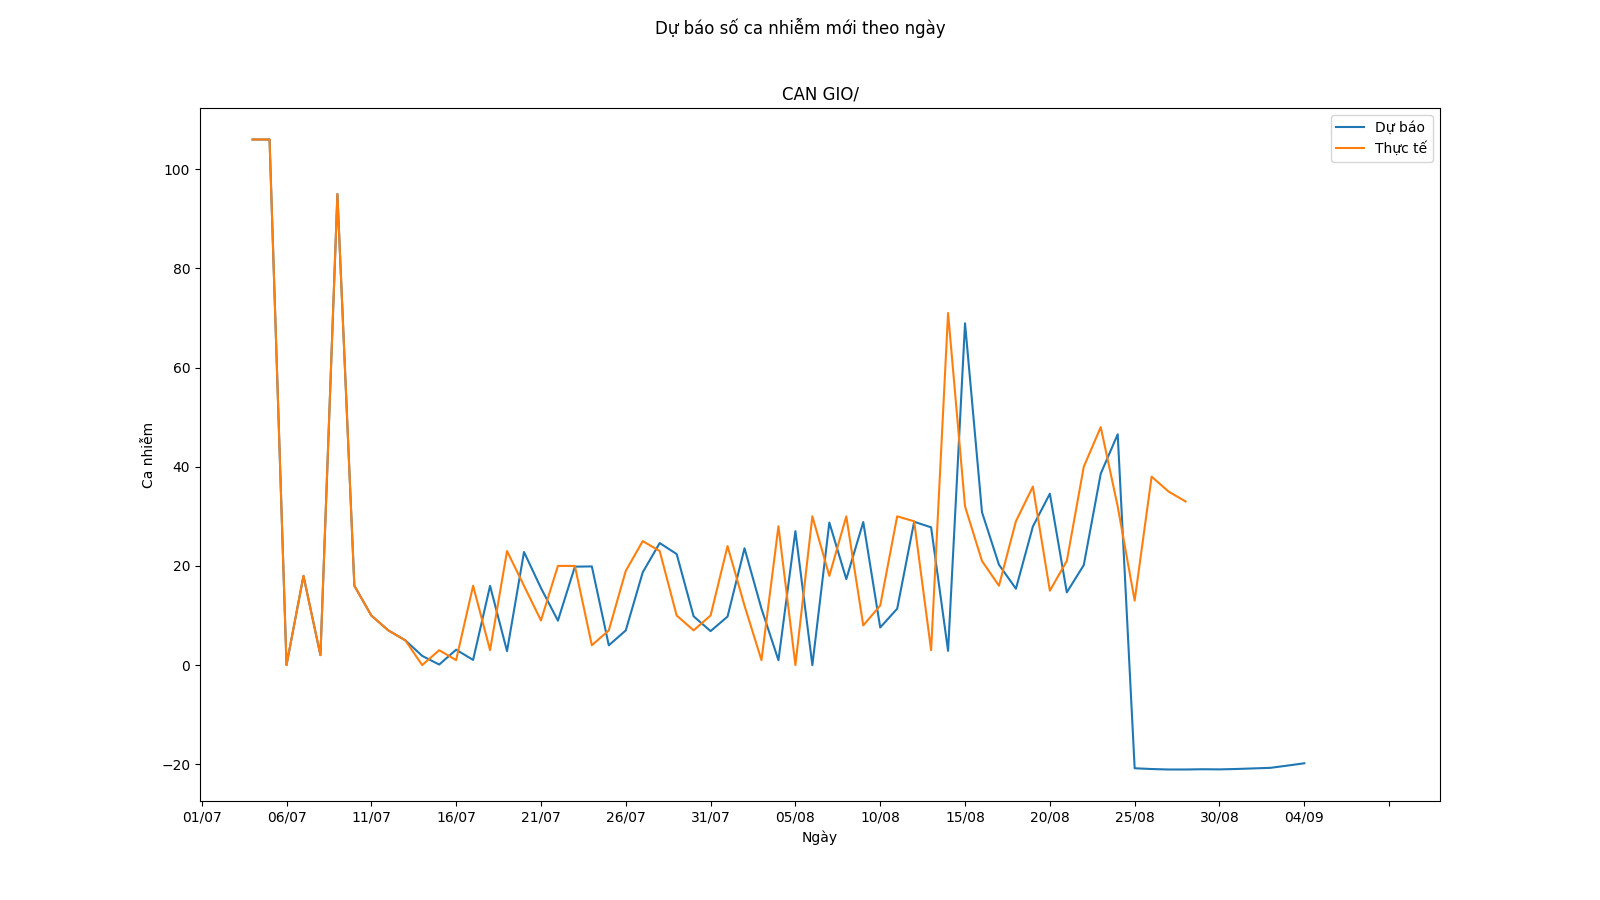 Dự báo số ca nhiễm mới theo ngày
CAN GIO/
Dự báo
Thực tế
100
80
60
40
20
0
−20
Ca nhiễm
01/07 06/07 11/07 16/07 21/07 26/07 31/07 05/08 10/08 15/08 20/08 25/08 30/08 04/09
Ngày